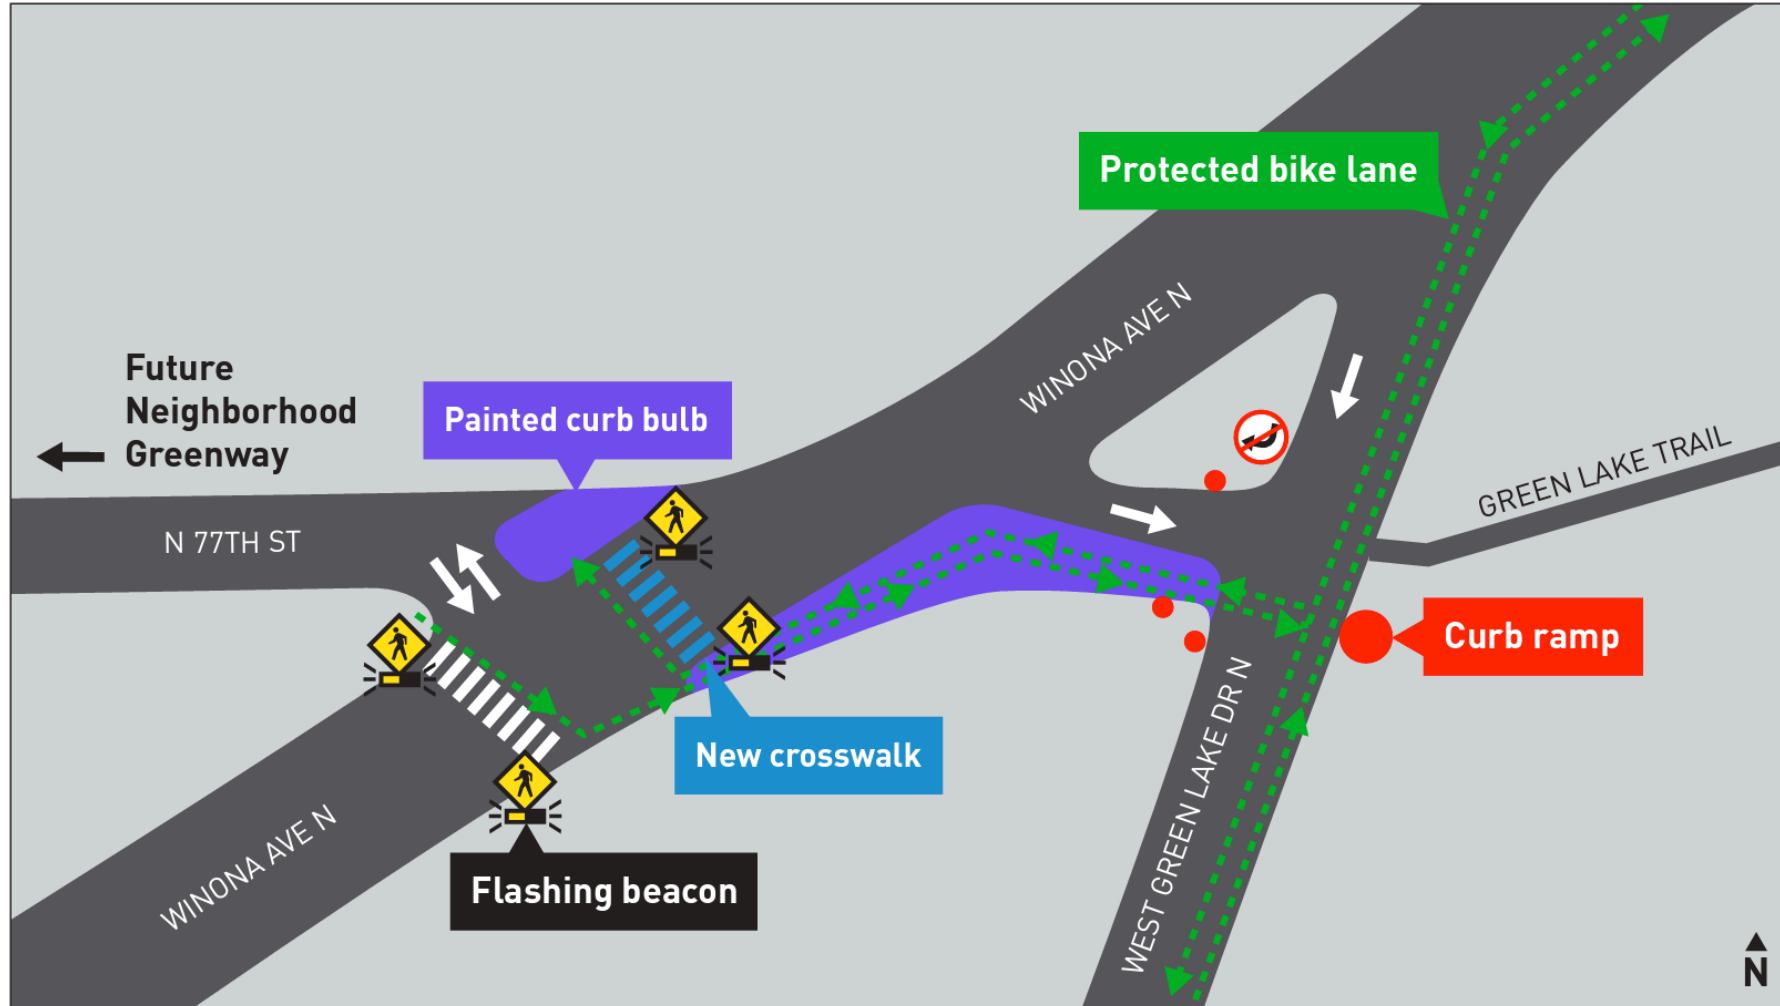 Protected bike lane
WINONA AVE N
Future
Neighborhood
Greenway
Painted curb bulb
GREEN LAKE TRAIL
N 77TH ST
Curb ramp
New crosswalk
WEST GREEN LAKE DR N
WINONA AVE N
Flashing beacon
N